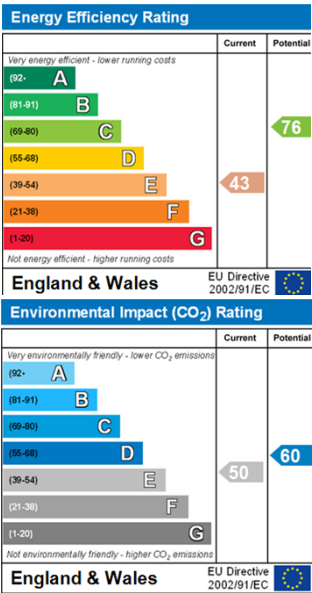 Energy Efficiency Rating
Current Potential
Very energy efficient - lower running costs
(92- A
(81-91) B
(69-80) C
76
(55-68) D
(39-54) E
43
(21-38) F
(1-20) G
Not energy efficient - higher running costs
England & Wales
EU Directive
2002/91/EC
Environmental Impact (CO2) Rating
Current Potential
Very environmentally friendly - lower CO2 emissions
(92- A
(81-91) B
(69-80) C
(55-68) D
60
(39-54) E
50
(21-38) F
(1-20) G
Not environmentally friendly - higher CO2 emissions
England & Wales
EU Directive
2002/91/EC